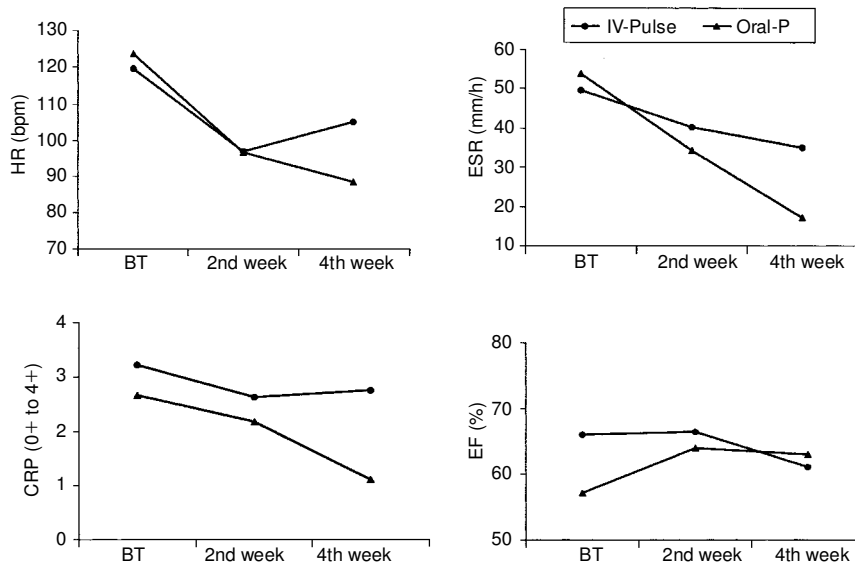 IV-Pulse Oral-P
HR (bpm)
130
120
110
100
90
80
70
BT 2nd week 4th week
ESR (mm/h)
60
50
40
30
20
10
BT 2nd week 4th week
CRP (0+ to 4+)
4
3
2
1
0
BT 2nd week 4th week
EF (%)
80
70
60
50
BT 2nd week 4th week